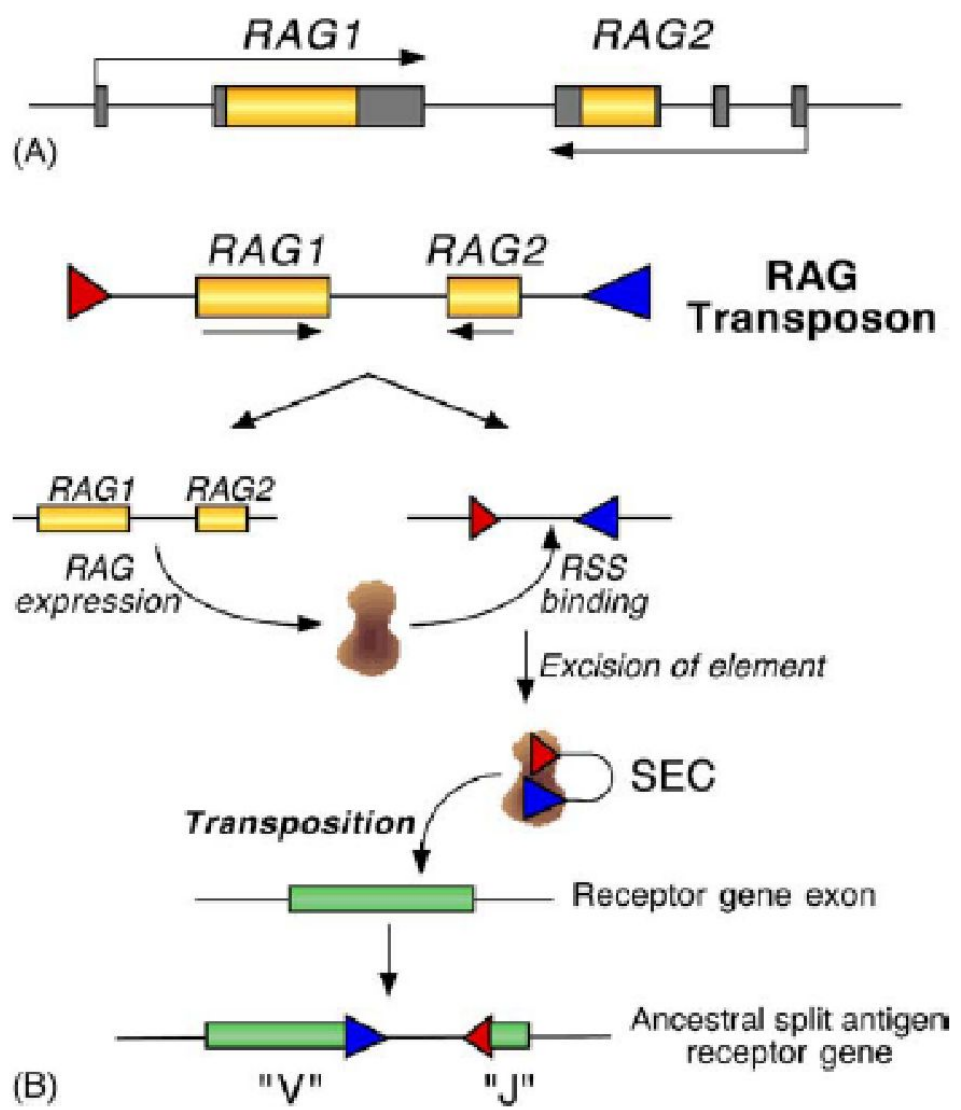 RAG1 RAG2
(A)
RAG1 RAG2
RAG
Transposon
RAG1 RAG2
RAG
expression
RSS
binding
Excision of element
SEC
Transposition
Receptor gene exon
Ancestral split antigen
receptor gene
(B) "V" "J"